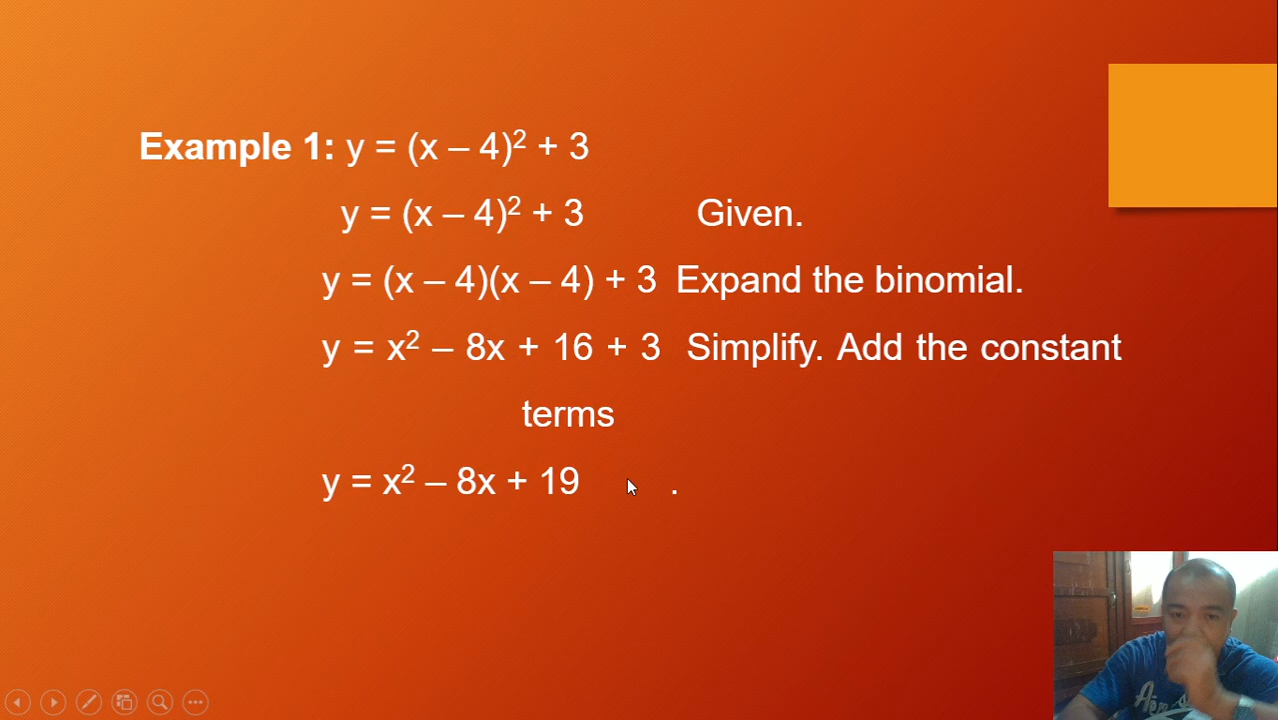 Example 1: y = (x – 4)² + 3
y = (x – 4)² + 3 Given.
y = (x – 4)(x – 4) + 3 Expand the binomial.
y = x² – 8x + 16 + 3 Simplify. Add the constant
terms
y = x² – 8x + 19 .